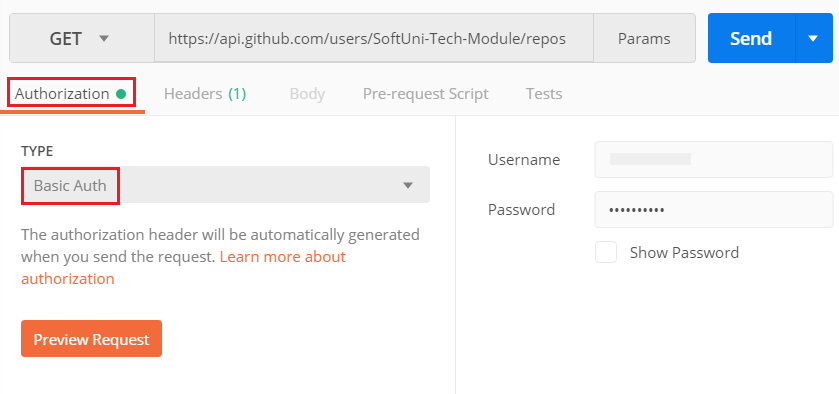 GET https://api.github.com/users/SoftUni-Tech-Module/repos Params Send
Authorization Headers (1) Body Pre-request Script Tests
TYPE
Basic Auth
The authorization header will be automatically generated
when you send the request. Learn more about
authorization
Preview Request
Username
Password ••••••••••
Show Password